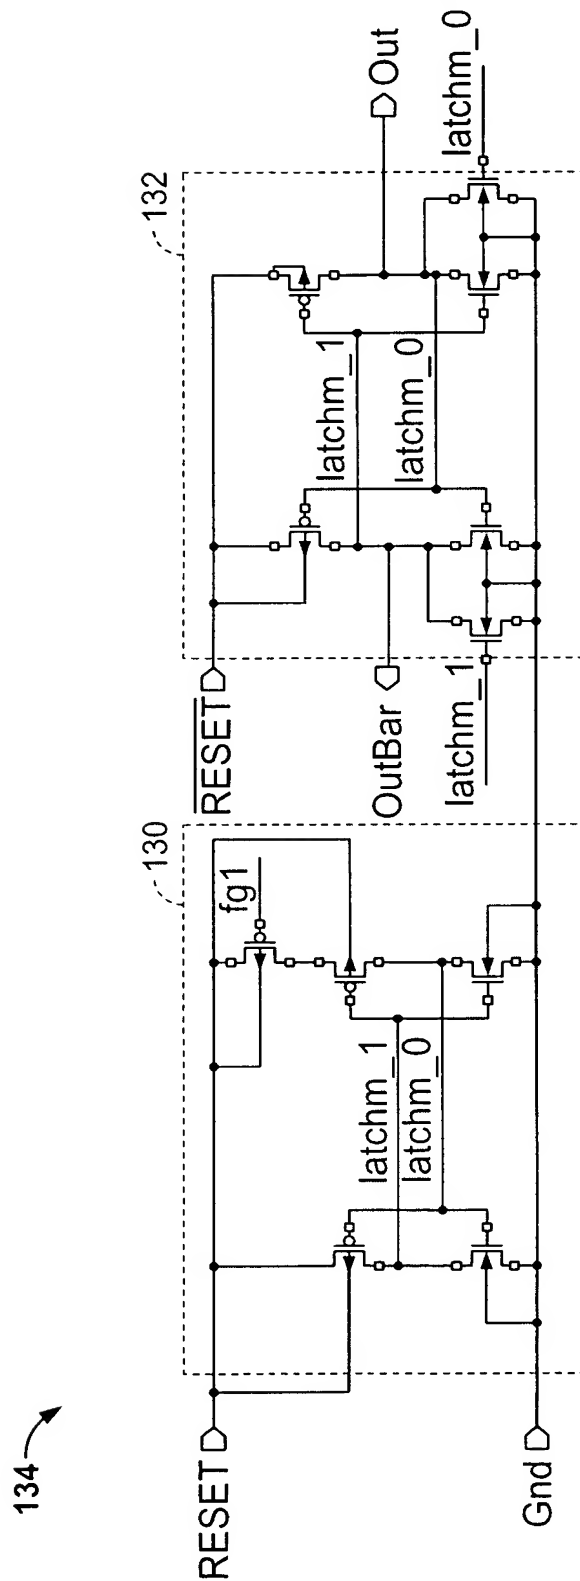 134
130
132
RESET
fg1
RESET
latchm_1
latchm_0
latchm_1
latchm_0
OutBar
Out
latchm_1
latchm_0
Gnd